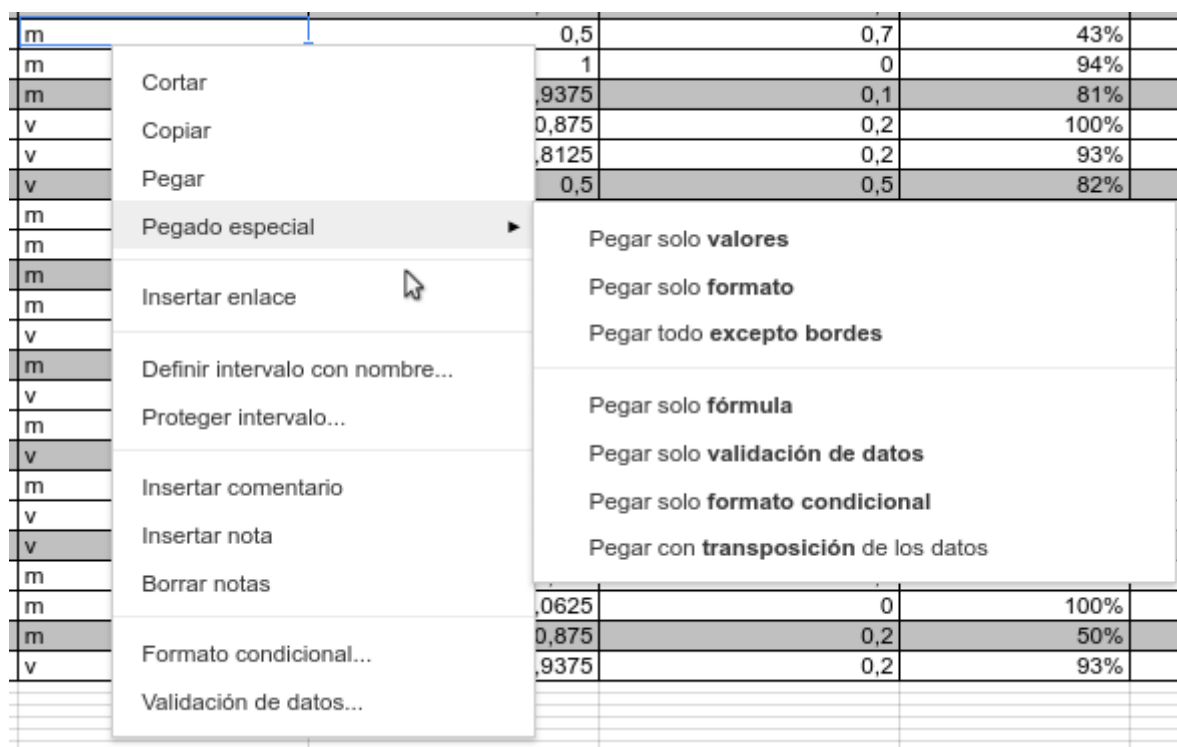 m 0,5 0,7 43%
m 1 0 94%
m ,9375 0,1 81%
v 0,875 0,2 100%
v ,8125 0,2 93%
v 0,5 0,5 82%
m
m
m
m
v
m
v
m
v
m
v
v
m
m ,0625 0 100%
m 0,875 0,2 50%
v ,9375 0,2 93%
Cortar
Copiar
Pegar
Pegado especial ►
Insertar enlace
Definir intervalo con nombre...
Proteger intervalo...
Insertar comentario
Insertar nota
Borrar notas
Formato condicional...
Validación de datos...
Pegar solo valores
Pegar solo formato
Pegar todo excepto bordes
Pegar solo fórmula
Pegar solo validación de datos
Pegar solo formato condicional
Pegar con transposición de los datos